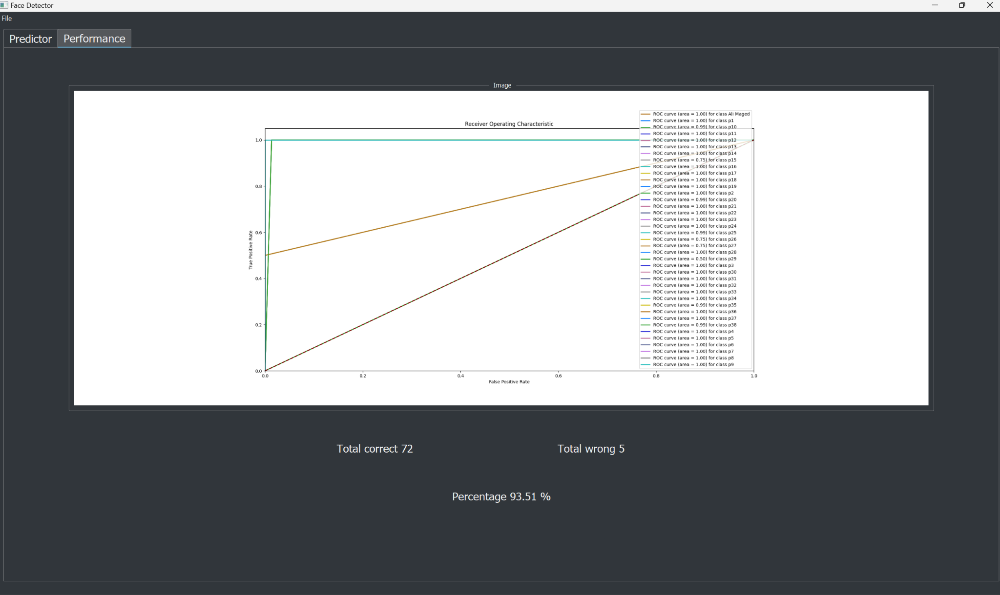 Face Detector
File
Predictor Performance
Image
Receiver Operating Characteristic
ROC curve (area = 1.00) for class Ali Maged
ROC curve (area = 1.00) for class p1
ROC curve (area = 0.99) for class p10
ROC curve (area = 1.00) for class p11
ROC curve (area = 1.00) for class p12
ROC curve (area = 1.00) for class p13
ROC curve (area = 1.00) for class p14
ROC curve (area = 0.75) for class p15
ROC curve (area = 1.00) for class p16
ROC curve (area = 1.00) for class p17
ROC curve (area = 1.00) for class p18
ROC curve (area = 1.00) for class p19
ROC curve (area = 1.00) for class p2
ROC curve (area = 0.99) for class p20
ROC curve (area = 1.00) for class p21
ROC curve (area = 1.00) for class p22
ROC curve (area = 1.00) for class p23
ROC curve (area = 1.00) for class p24
ROC curve (area = 0.99) for class p25
ROC curve (area = 0.75) for class p26
ROC curve (area = 0.75) for class p27
ROC curve (area = 1.00) for class p28
ROC curve (area = 0.50) for class p29
ROC curve (area = 1.00) for class p3
ROC curve (area = 1.00) for class p30
ROC curve (area = 1.00) for class p31
ROC curve (area = 1.00) for class p32
ROC curve (area = 1.00) for class p33
ROC curve (area = 1.00) for class p34
ROC curve (area = 0.99) for class p35
ROC curve (area = 1.00) for class p36
ROC curve (area = 1.00) for class p37
ROC curve (area = 0.99) for class p38
ROC curve (area = 1.00) for class p4
ROC curve (area = 1.00) for class p5
ROC curve (area = 1.00) for class p6
ROC curve (area = 1.00) for class p7
ROC curve (area = 1.00) for class p8
ROC curve (area = 1.00) for class p9
True Positive Rate
1.0
0.8
0.6
0.4
0.2
0.0
0.0 0.2 0.4 0.6 0.8 1.0
False Positive Rate
Total correct 72
Total wrong 5
Percentage 93.51 %